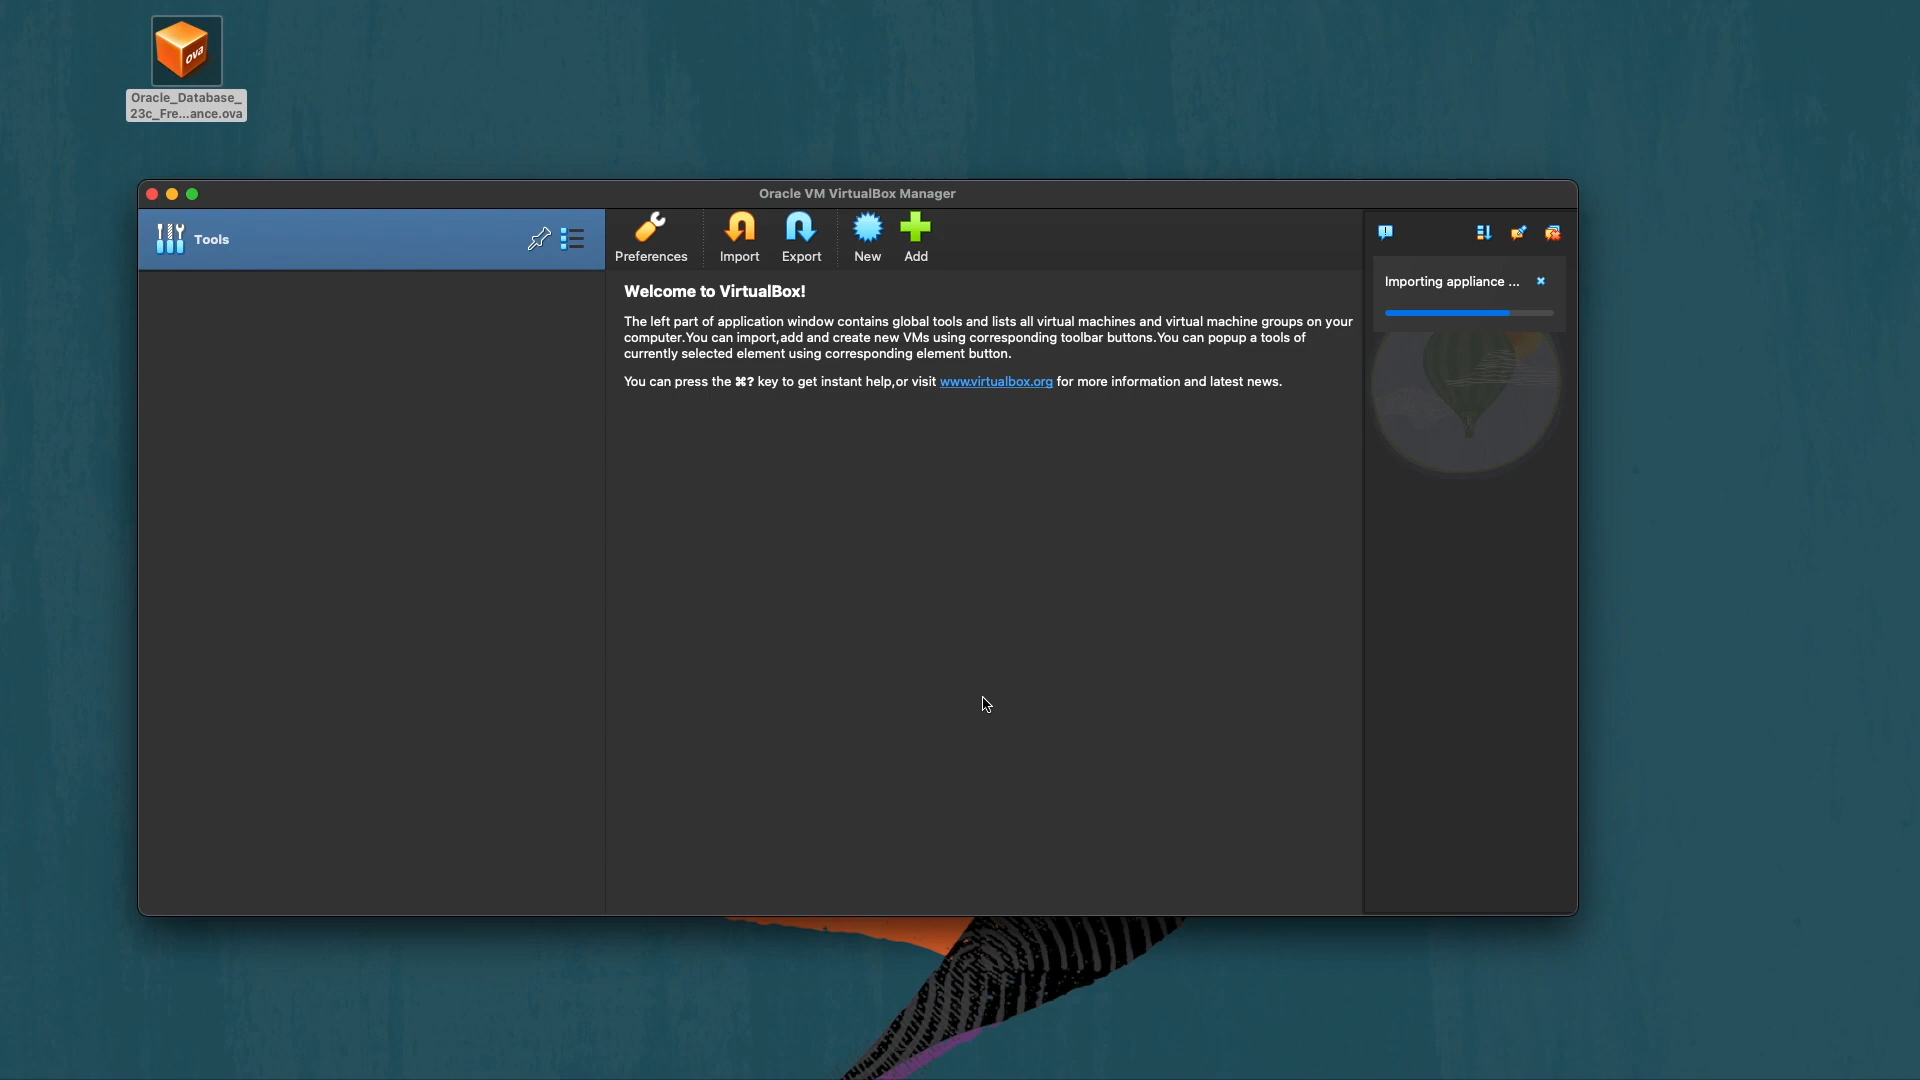 ova
Oracle_Database_
23c_Fre...ance.ova
Oracle VM VirtualBox Manager
Tools
Preferences
Import
Export
New
Add
Welcome to VirtualBox!
The left part of application window contains global tools and lists all virtual machines and virtual machine groups on your
computer.You can import,add and create new VMs using corresponding toolbar buttons.You can popup a tools of
currently selected element using corresponding element button.
You can press the ⌘? key to get instant help,or visit www.virtualbox.org for more information and latest news.
Importing appliance ...